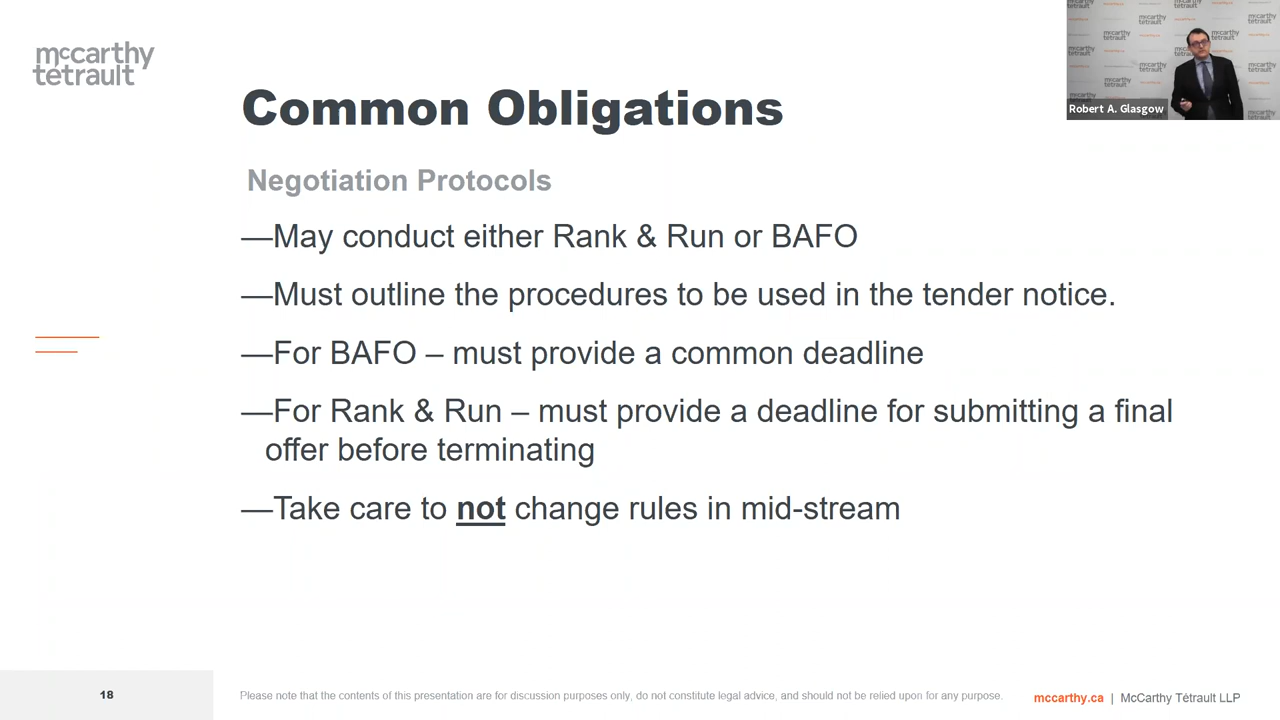 mccarthy
tetrault
Common Obligations
Robert A. Glasgow
Negotiation Protocols
—May conduct either Rank & Run or BAFO
—Must outline the procedures to be used in the tender notice.
—For BAFO – must provide a common deadline
—For Rank & Run – must provide a deadline for submitting a final
offer before terminating
—Take care to not change rules in mid-stream
18
Please note that the contents of this presentation are for discussion purposes only, do not constitute legal advice, and should not be relied upon for any purpose.
mccarthy.ca | McCarthy Tétrault LLP